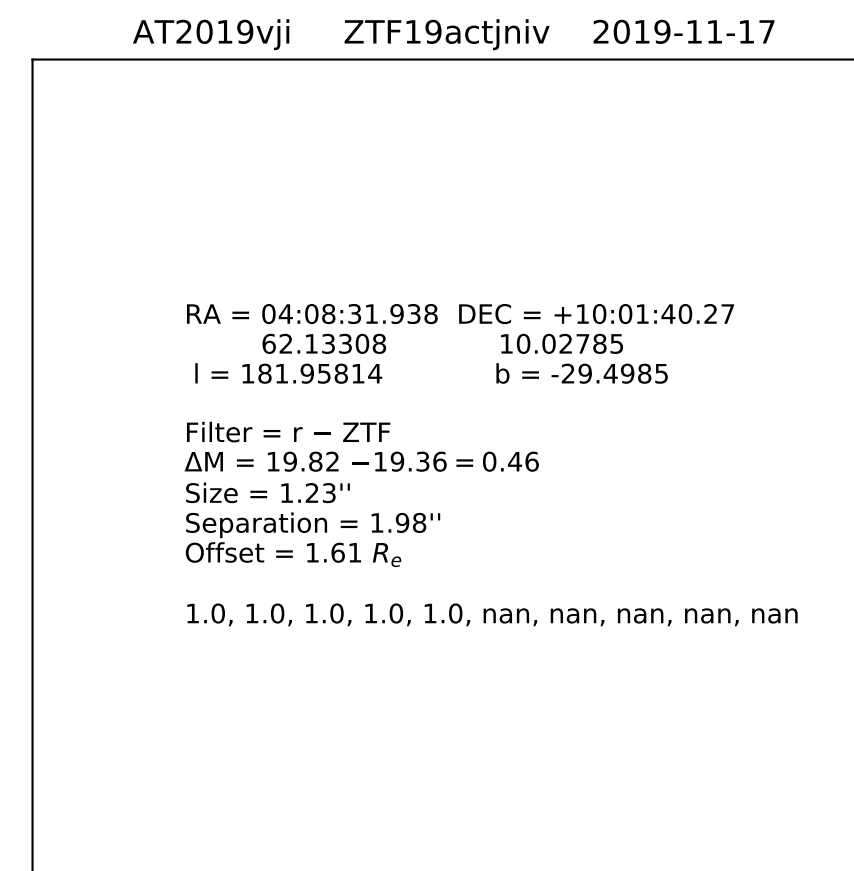 AT2019vji ZTF19actjniv 2019-11-17
RA = 04:08:31.938 DEC = +10:01:40.27
62.13308 10.02785
l = 181.95814 b = -29.4985
Filter = r − ZTF
ΔM = 19.82 −19.36 = 0.46
Size = 1.23''
Separation = 1.98''
Offset = 1.61 Rₑ
1.0, 1.0, 1.0, 1.0, 1.0, nan, nan, nan, nan, nan